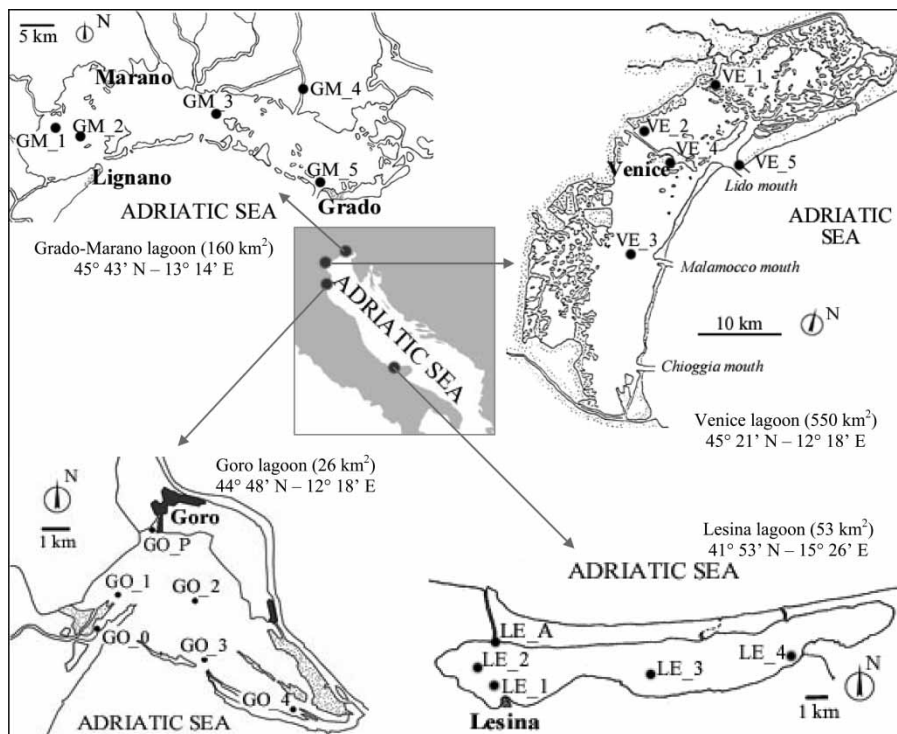 5 km
N
Marano
GM_1
GM_2
GM_3
GM_4
GM_5
Lignano
Grado
ADRIATIC SEA
Grado-Marano lagoon (160 km²)
45° 43’ N – 13° 14’ E
VE_1
VE_2
VE_4
Venice
VE_5
Lido mouth
ADRIATIC
SEA
VE_3
Malamocco mouth
10 km
N
Chioggia mouth
Venice lagoon (550 km²)
45° 21’ N – 12° 18’ E
ADRIATIC SEA
Goro lagoon (26 km²)
44° 48’ N – 12° 18’ E
N
1 km
Goro
GO_P
GO_1
GO_2
GO_0
GO_3
GO_4
ADRIATIC SEA
Lesina lagoon (53 km²)
41° 53’ N – 15° 26’ E
ADRIATIC SEA
LE_A
LE_2
LE_1
LE_3
LE_4
Lesina
N
1 km